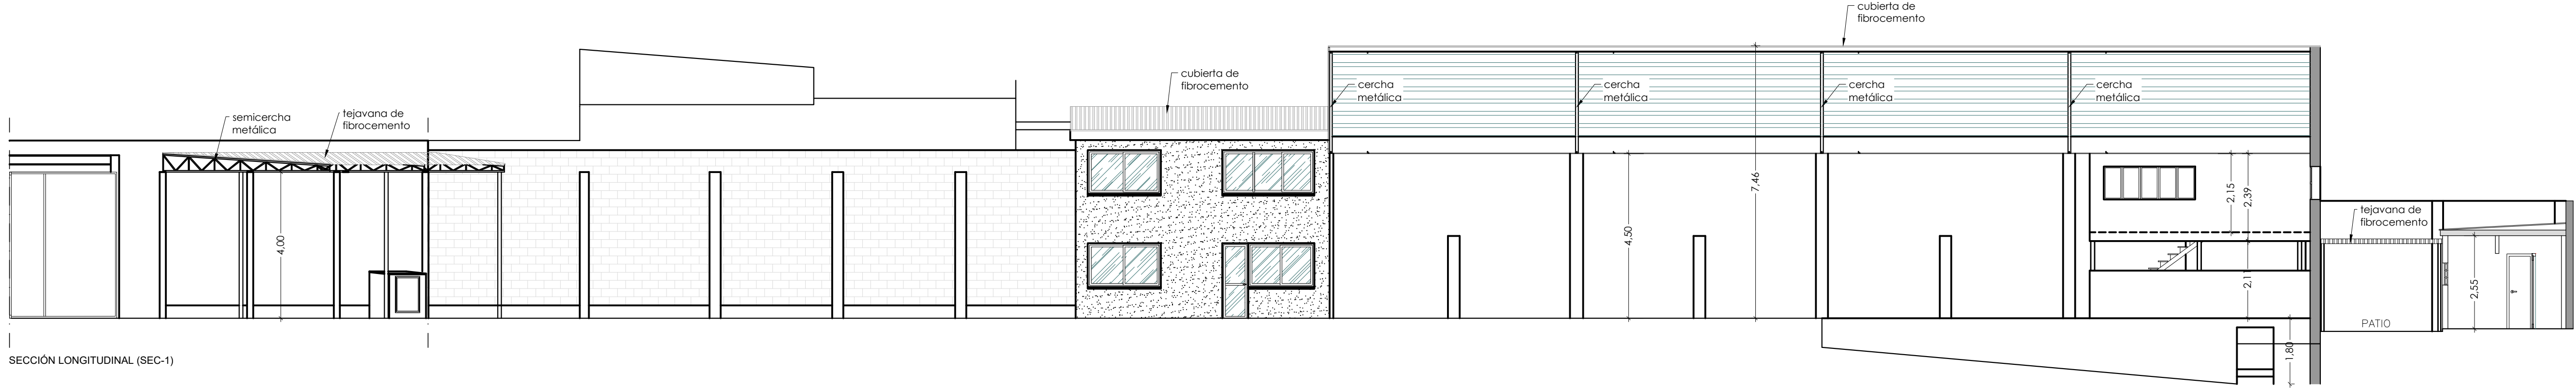 cubierta de
fibrocemento
cubierta de
fibrocemento
cercha
metálica
cercha
metálica
cercha
metálica
cercha
metálica
semicercha
metálica
tejavana de
fibrocemento
7,46
2,15
2,39
tejavana de
fibrocemento
4,00
4,50
2,11
2,55
PATIO
1,80
SECCIÓN LONGITUDINAL (SEC-1)